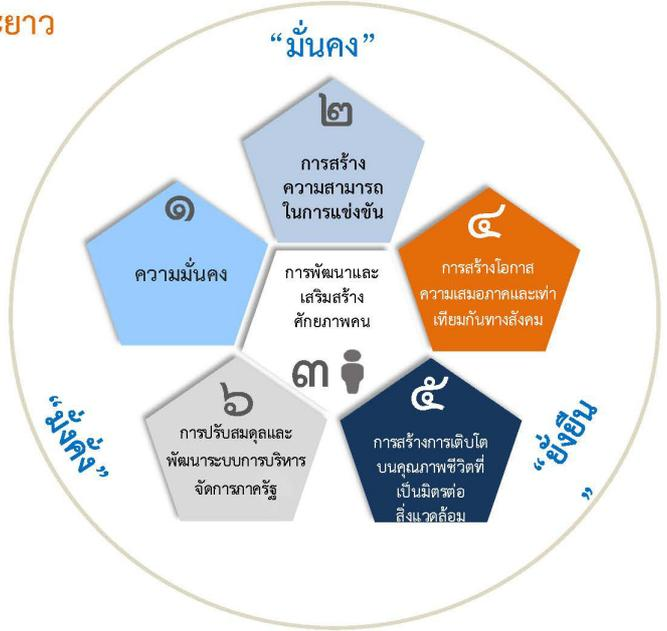 ะยาว
“มั่นคง”
๒
การสร้าง
ความสามารถ
ในการแข่งขัน
๑
ความมั่นคง
๔
การสร้างโอกาส
ความเสมอภาคและเท่า
เทียมกันทางสังคม
การพัฒนาและ
เสริมสร้าง
ศักยภาพคน
๓
๖
การปรับสมดุลและ
พัฒนาระบบการบริหาร
จัดการภาครัฐ
๕
การสร้างการเติบโต
บนคุณภาพชีวิตที่
เป็นมิตรต่อ
สิ่งแวดล้อม
“มั่งคั่ง”
“ยั่งยืน
”